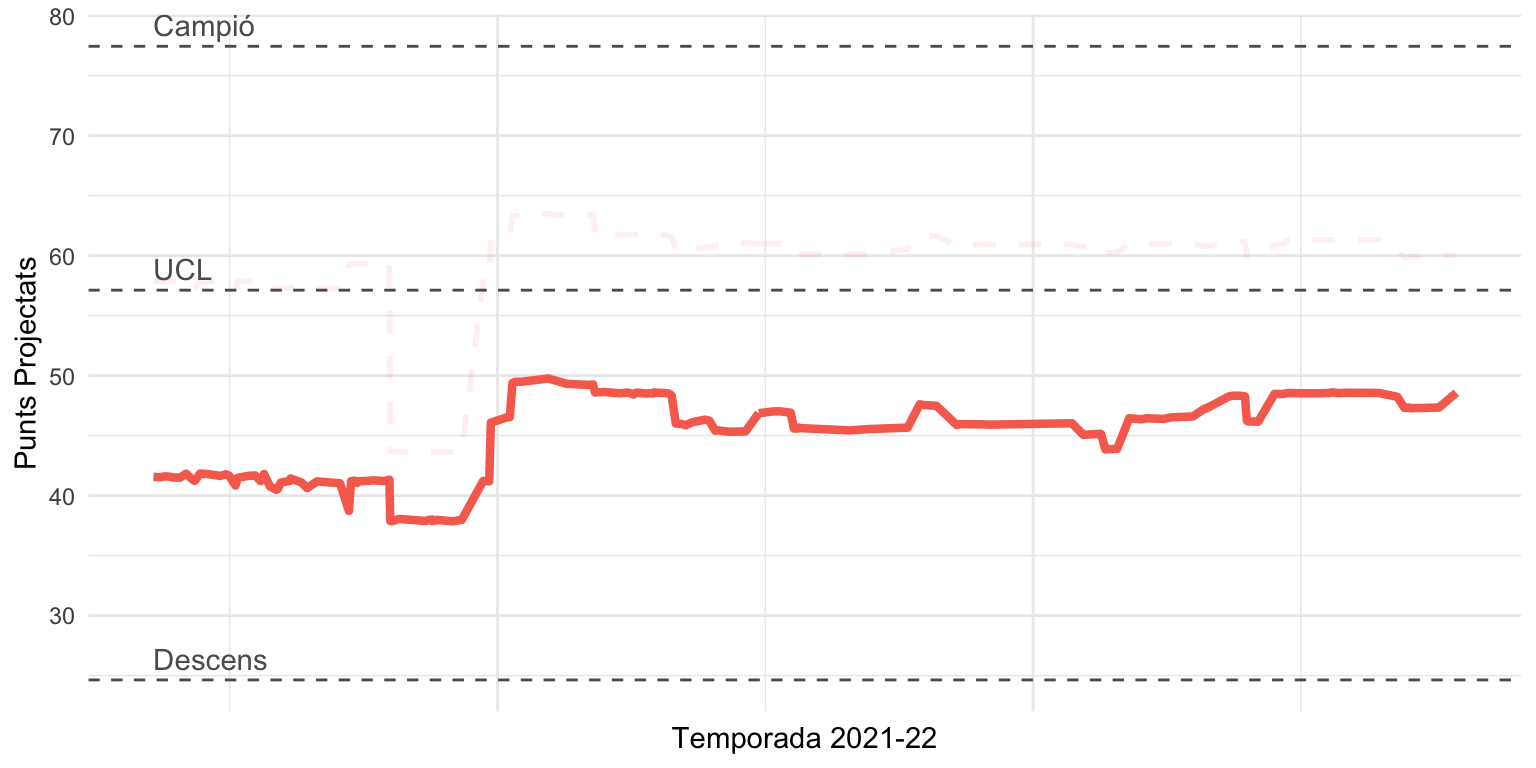 80
Campió
70
60
UCL
50
40
30
Descens
Punts Projectats
Temporada 2021-22